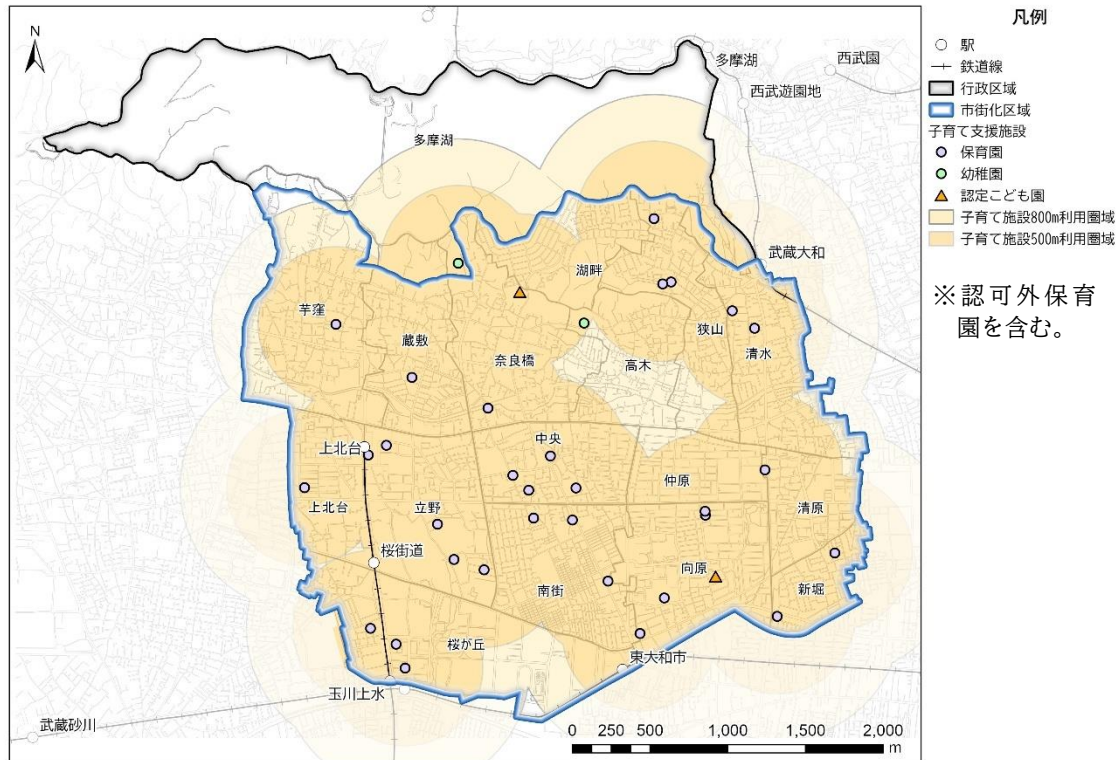 N
多摩湖
西武園
西武遊園地
多摩湖
武蔵大和
湖畔
芋窪
狭山
蔵敷
清水
奈良橋
高木
中央
上北台
仲原
上北台
立野
清原
桜街道
向原
南街
新堀
桜が丘
東大和市
玉川上水
武蔵砂川
0 250 500 1,000 1,500 2,000
m
凡例
駅
鉄道線
行政区域
市街化区域
子育て支援施設
保育園
幼稚園
認定こども園
子育て施設800m利用圏域
子育て施設500m利用圏域
※認可外保育
園を含む。